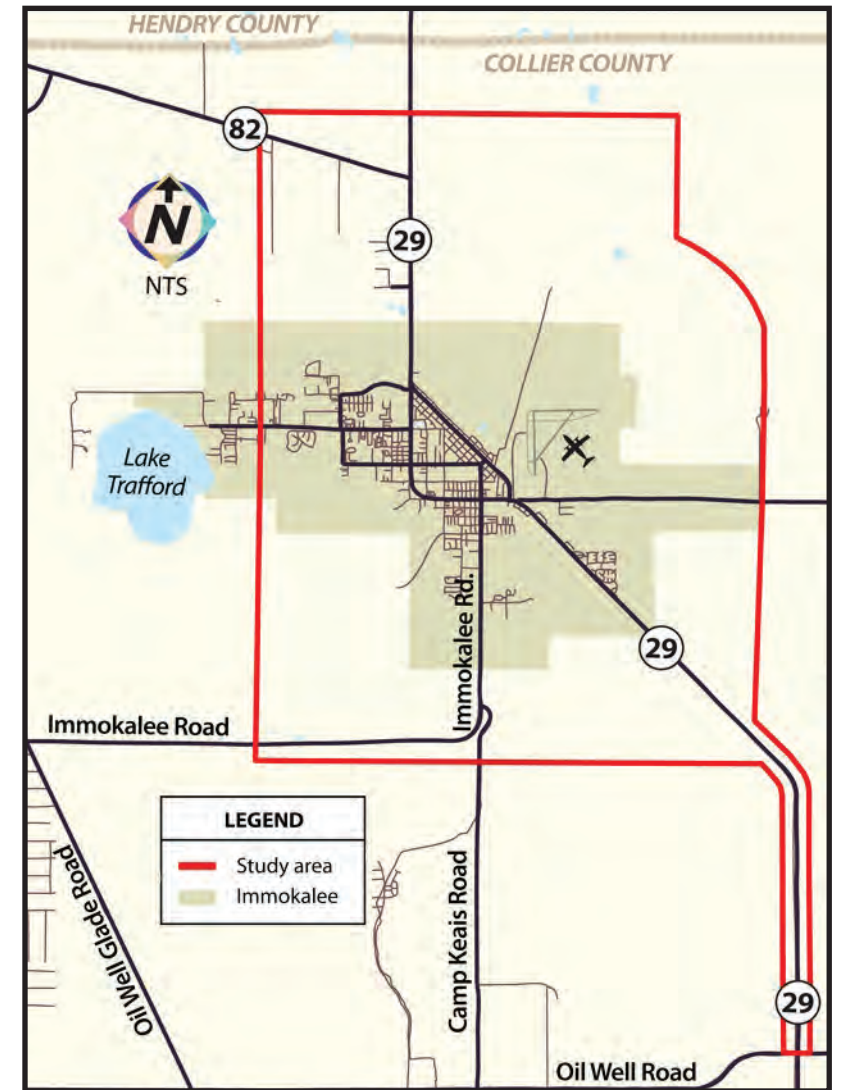 HENDRY COUNTY
COLLIER COUNTY
82
N
NTS
29
Lake
Trafford
Immokalee Rd.
29
Immokalee Road
LEGEND
Study area
Immokalee
Oil Well Glade Road
Camp Keais Road
29
Oil Well Road